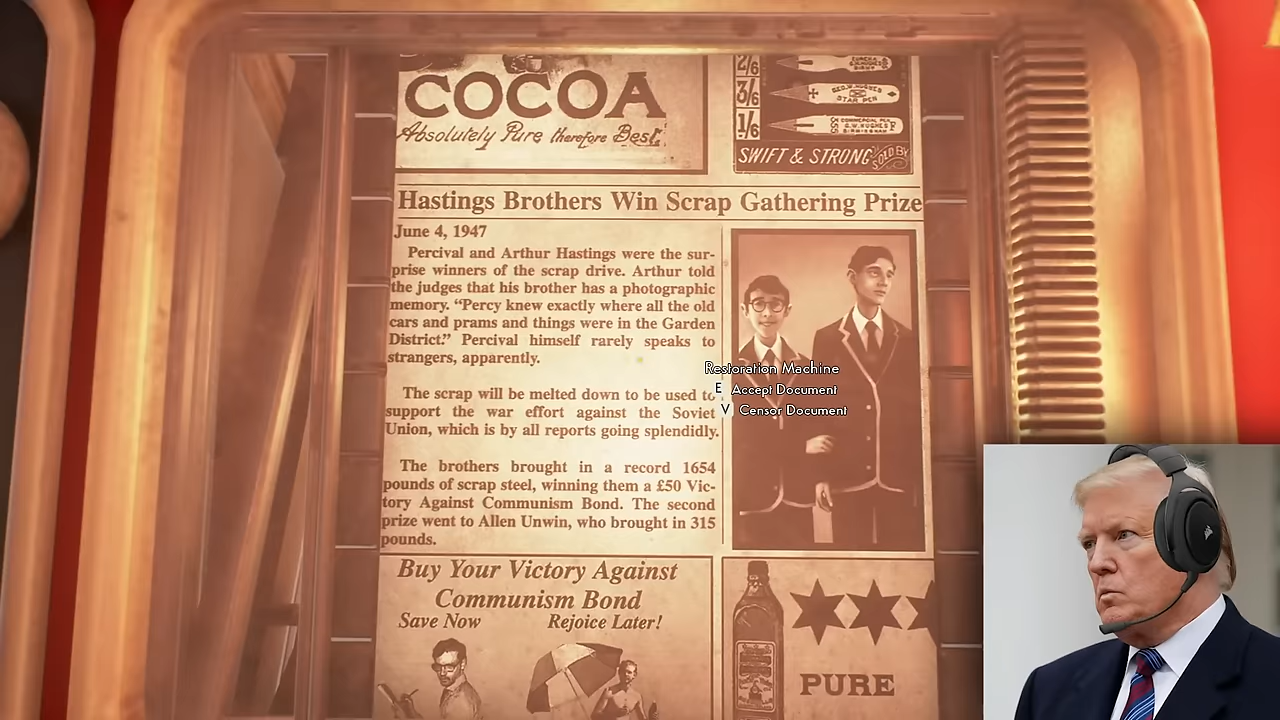 COCOA
Absolutely Pure therefore Best.
2/6
3/6
1/6
STAR PEN
SWIFT & STRONG
SOLD BY
Hastings Brothers Win Scrap Gathering Prize
June 4, 1947
Percival and Arthur Hastings were the sur-
prise winners of the scrap drive. Arthur told
the judges that his brother has a photographic
memory. “Percy knew exactly where all the old
cars and prams and things were in the Garden
District.” Percival himself rarely speaks to
strangers, apparently.
The scrap will be melted down to be used to
support the war effort against the Soviet
Union, which is by all reports going splendidly.
The brothers brought in a record 1654
pounds of scrap steel, winning them a £50 Vic-
tory Against Communism Bond. The second
prize went to Allen Unwin, who brought in 315
pounds.
Restoration Machine
E Accept Document
V Censor Document
Buy Your Victory Against
Communism Bond
Save Now Rejoice Later!
PURE